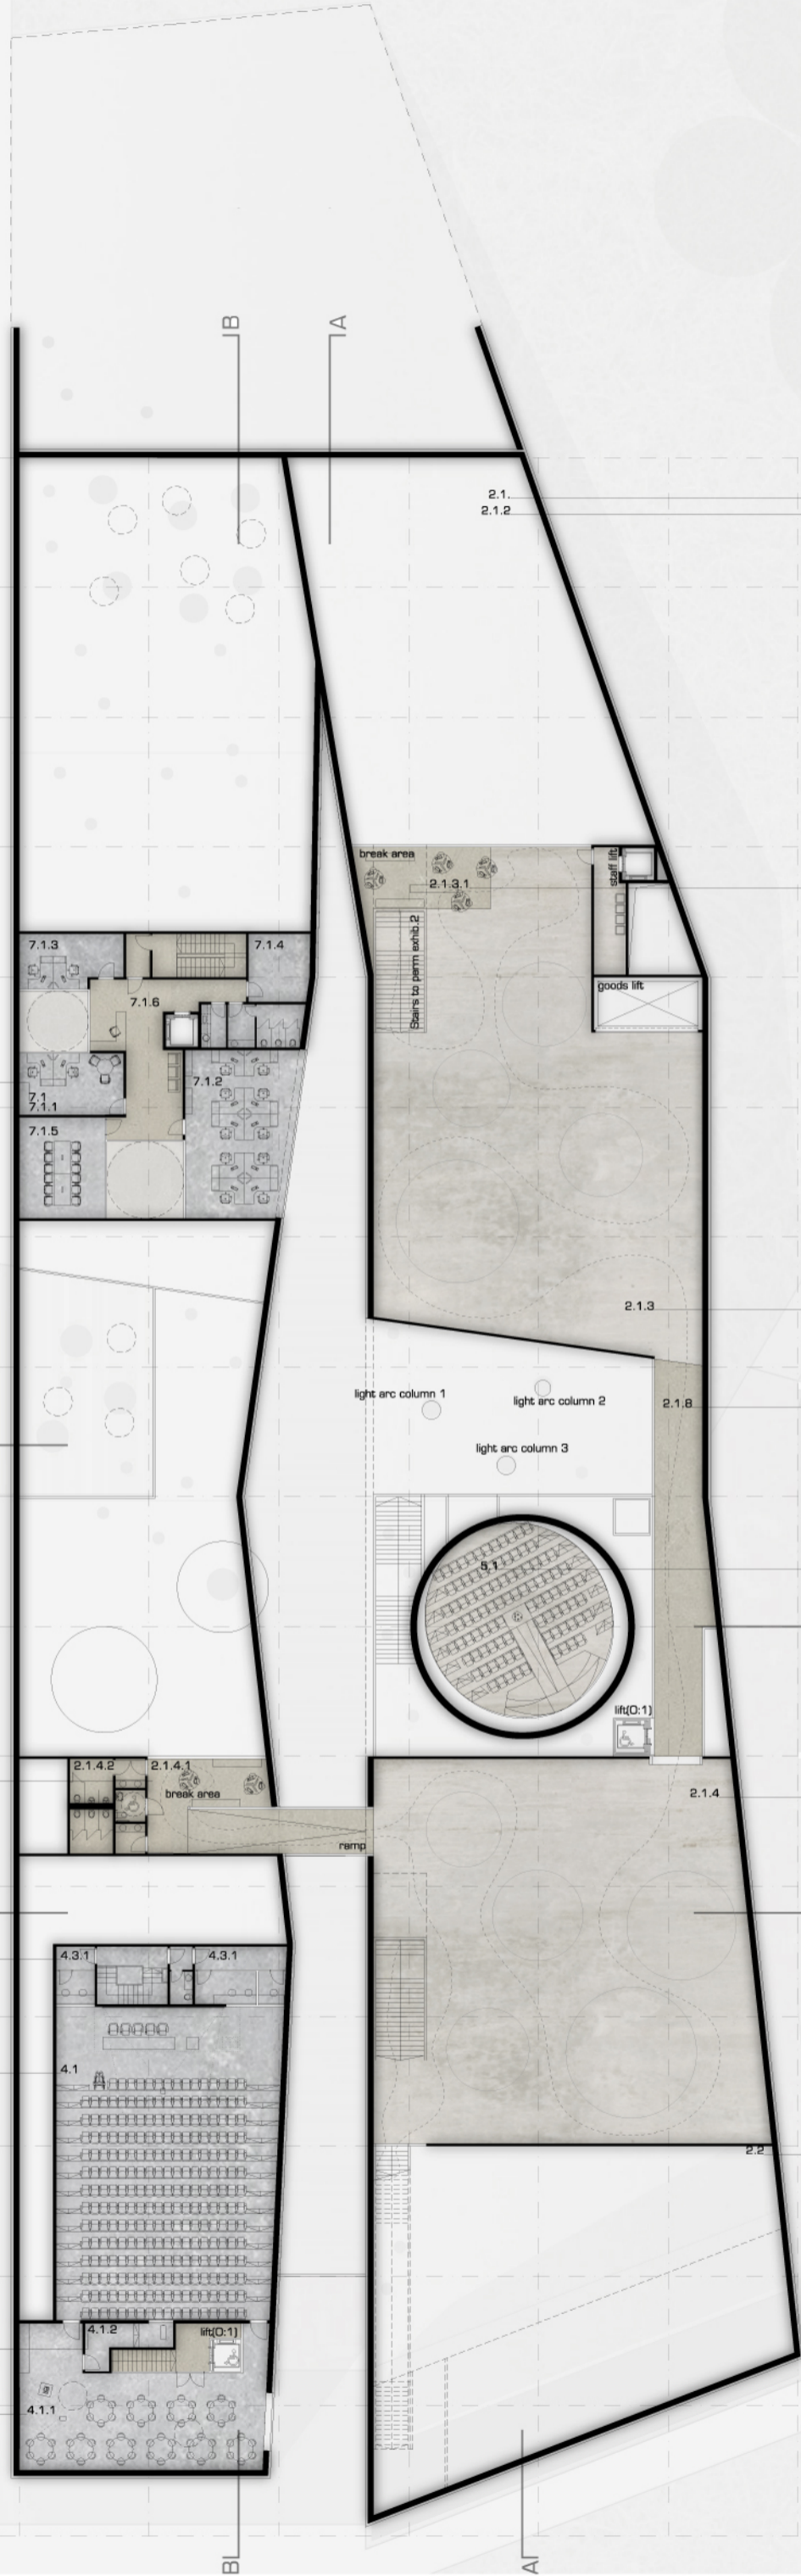 B
A
2.1.
2.1.2
break area
staff lift
2.1.3.1
Stairs to perm exhib.2
7.1.3
7.1.4
goods lift
7.1.6
7.1.2
7.1
7.1.1
7.1.5
2.1.3
light arc column 1
light arc column 2
2.1.8
light arc column 3
5.1
lift(0:1)
2.1.4.2
2.1.4.1
break area
2.1.4
ramp
4.3.1
4.3.1
4.1
2.2
4.1.2
lift(0:1)
4.1.1
B
A